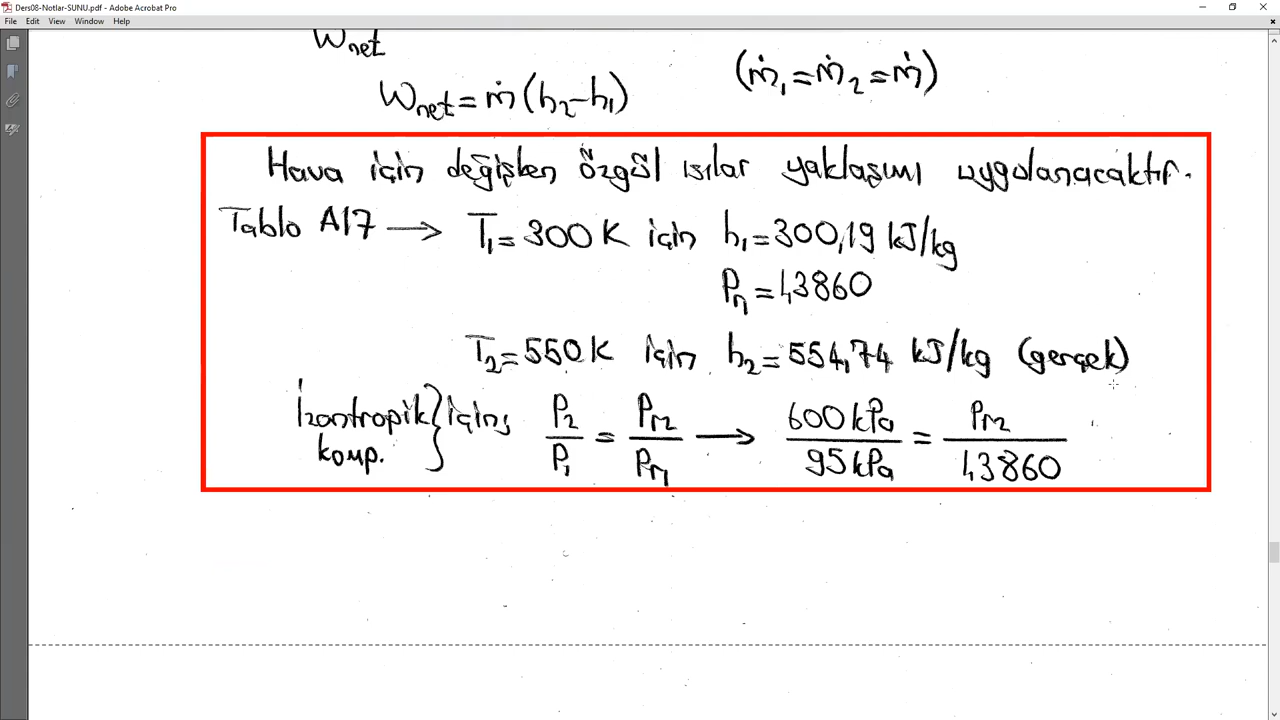 Ders08-Notlar-SUNU.pdf - Adobe Acrobat Pro
File Edit View Window Help
Wnet
Wnet = ṁ (h2-h1) (ṁ1=ṁ2=ṁ)
Hava için değişken özgül ısılar yaklaşımı uygulanacaktır.
Tablo A17 → T1=300 K için h1=300,19 kJ/kg
Pr1=1,3860
T2=550 K için h2=554,74 kJ/kg (gerçek)
İzantropik komp. } için; P2/P1 = Pr2/Pr1 → 600 kPa/95 kPa = Pr2/1,3860